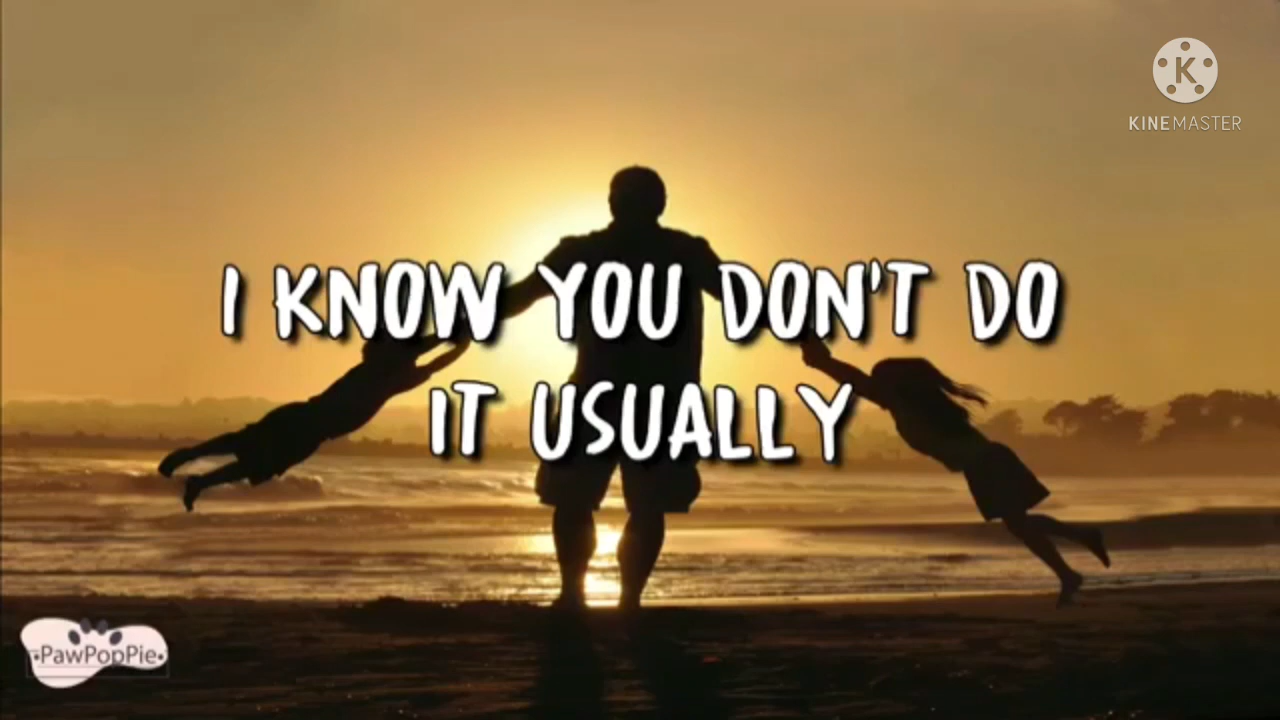 K
KINEMASTER
I KNOW YOU DON'T DO
IT USUALLY
•PawPopPie•